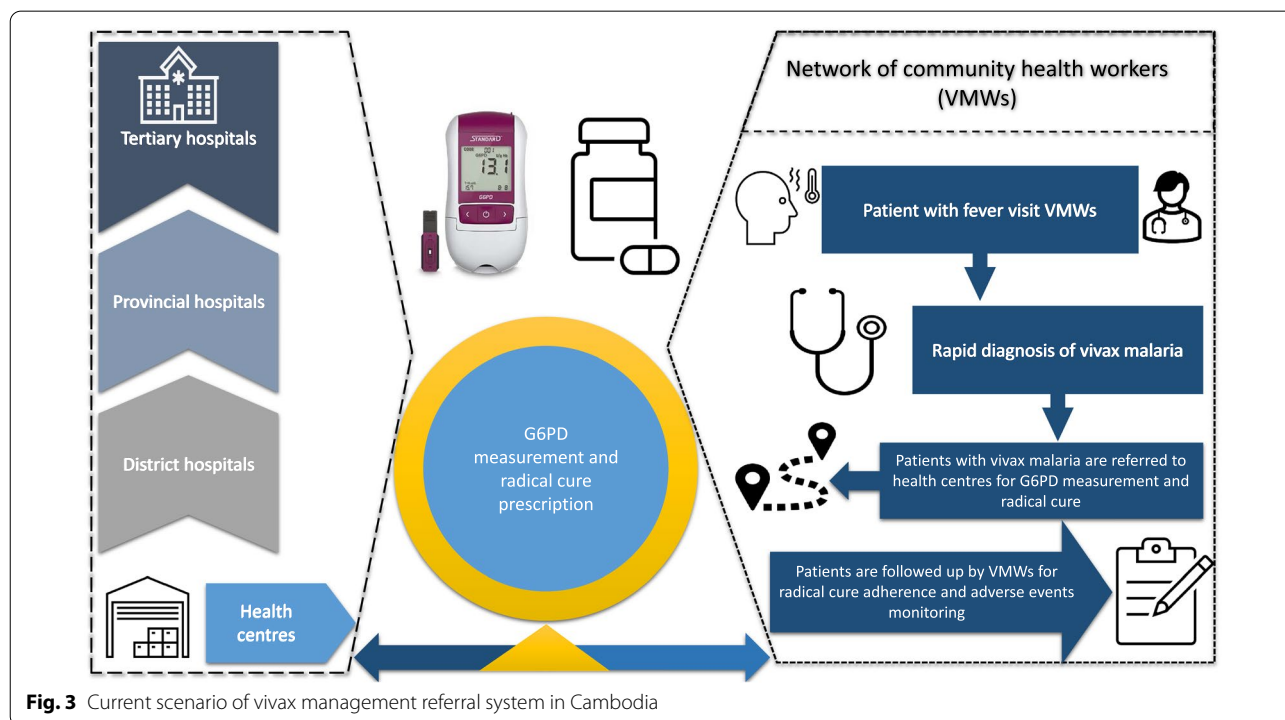 Tertiary hospitals
Provincial hospitals
District hospitals
Health
centres
STANDARD
001
G6PD
13.1
G6PD
G6PD
measurement and
radical cure
prescription
Network of community health workers
(VMWs)
Patient with fever visit VMWs
Rapid diagnosis of vivax malaria
Patients with vivax malaria are referred to
health centres for G6PD measurement and
radical cure
Patients are followed up by VMWs for
radical cure adherence and adverse events
monitoring
Fig. 3 Current scenario of vivax management referral system in Cambodia